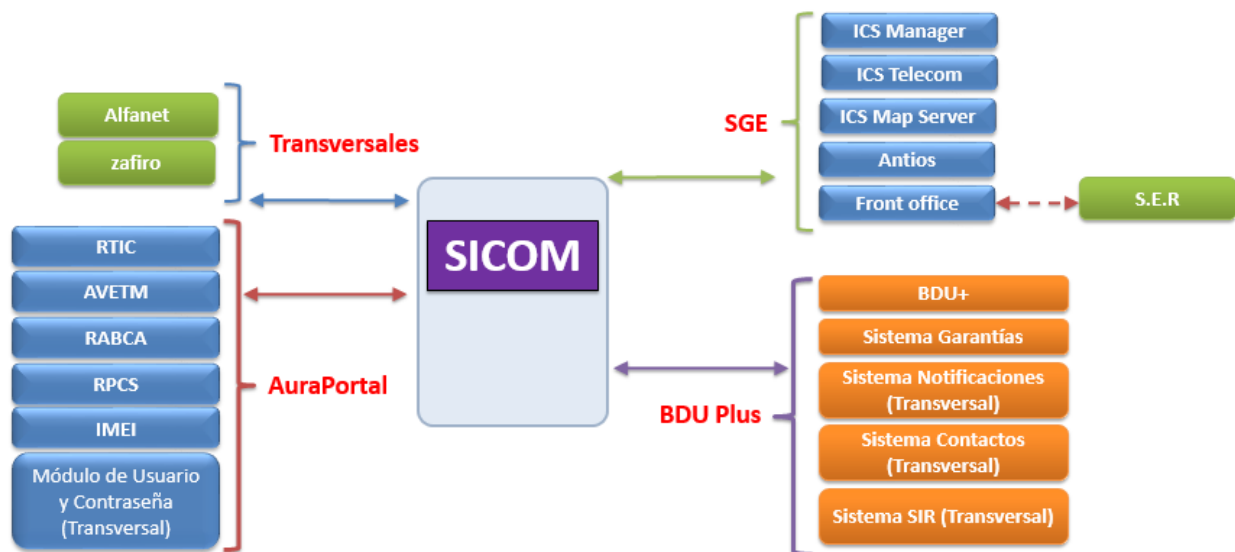 Alfanet
zafiro
Transversales
RTIC
AVETM
RABCA
RPCS
IMEI
Módulo de Usuario
y Contraseña
(Transversal)
AuraPortal
SICOM
SGE
ICS Manager
ICS Telecom
ICS Map Server
Antios
Front office
S.E.R
BDU Plus
BDU+
Sistema Garantías
Sistema Notificaciones
(Transversal)
Sistema Contactos
(Transversal)
Sistema SIR (Transversal)